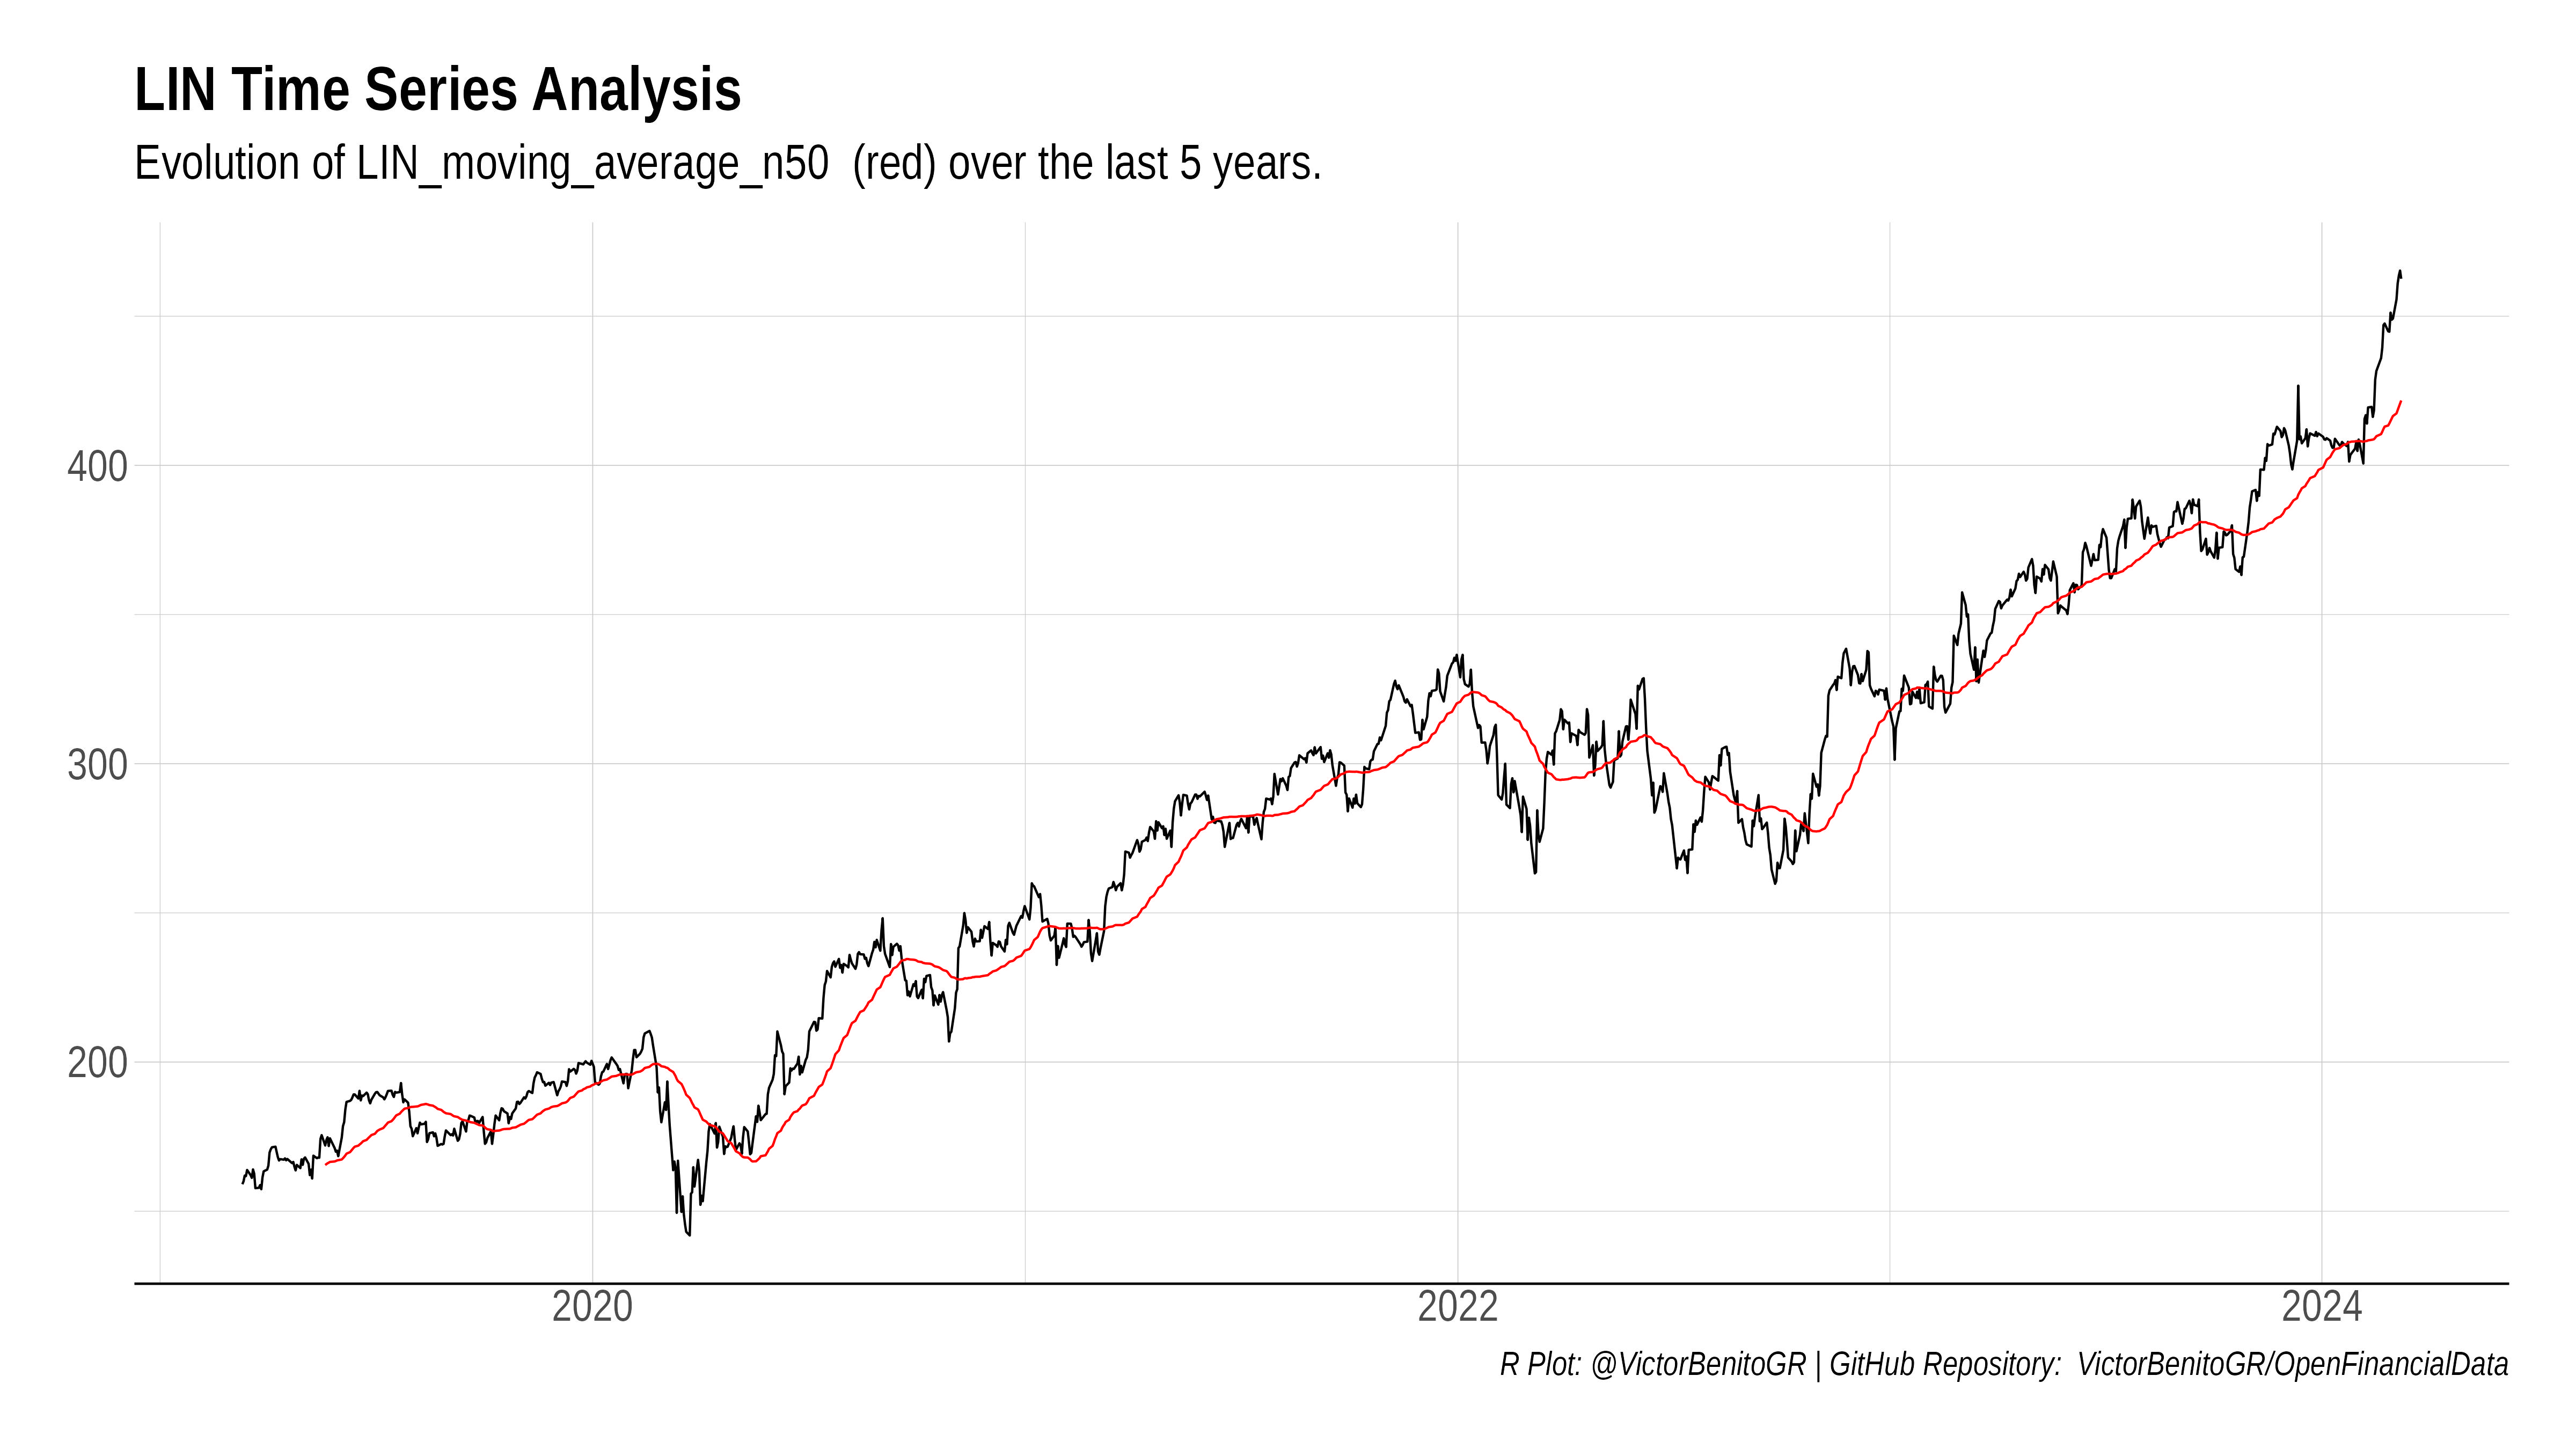 LIN Time Series Analysis
Evolution of LIN_moving_average_n50  (red) over the last 5 years.
400
300
200
2020 2022 2024
R Plot: @VictorBenitoGR | GitHub Repository:  VictorBenitoGR/OpenFinancialData